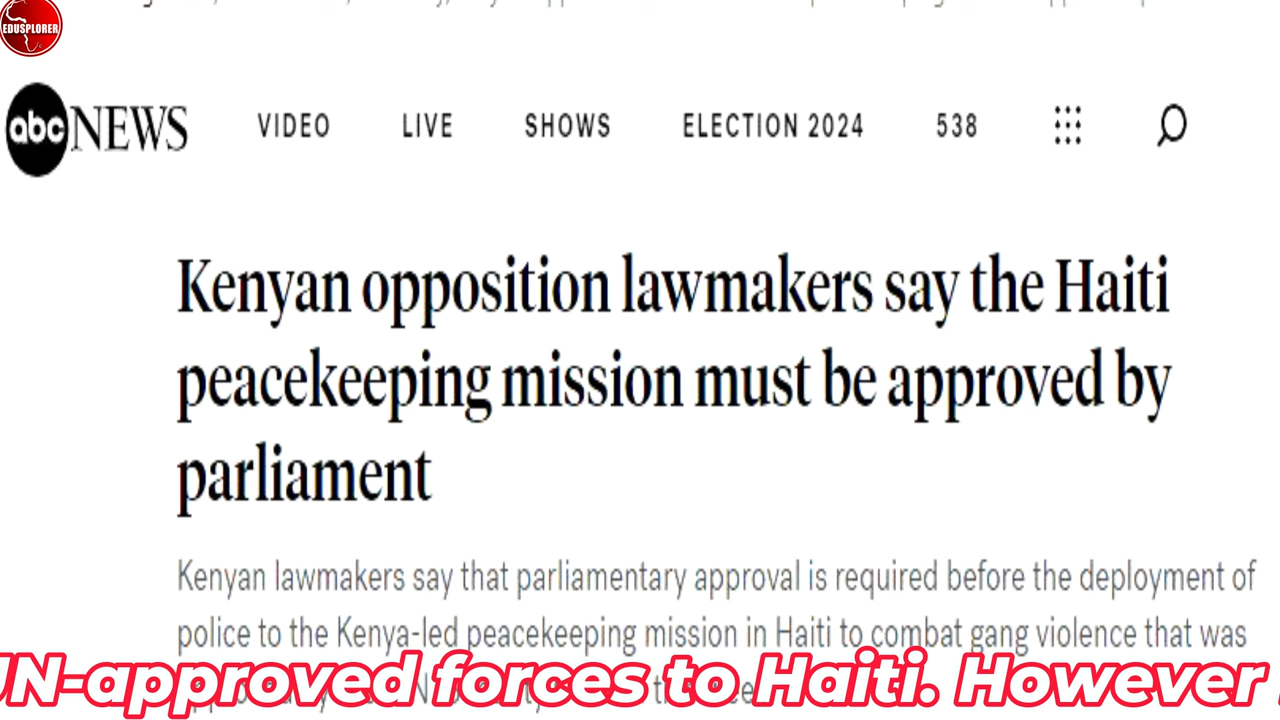 EDUSPLORER
abc NEWS VIDEO LIVE SHOWS ELECTION 2024 538
Kenyan opposition lawmakers say the Haiti
peacekeeping mission must be approved by
parliament
Kenyan lawmakers say that parliamentary approval is required before the deployment of
police to the Kenya-led peacekeeping mission in Haiti to combat gang violence that was
UN-approved forces to Haiti. However